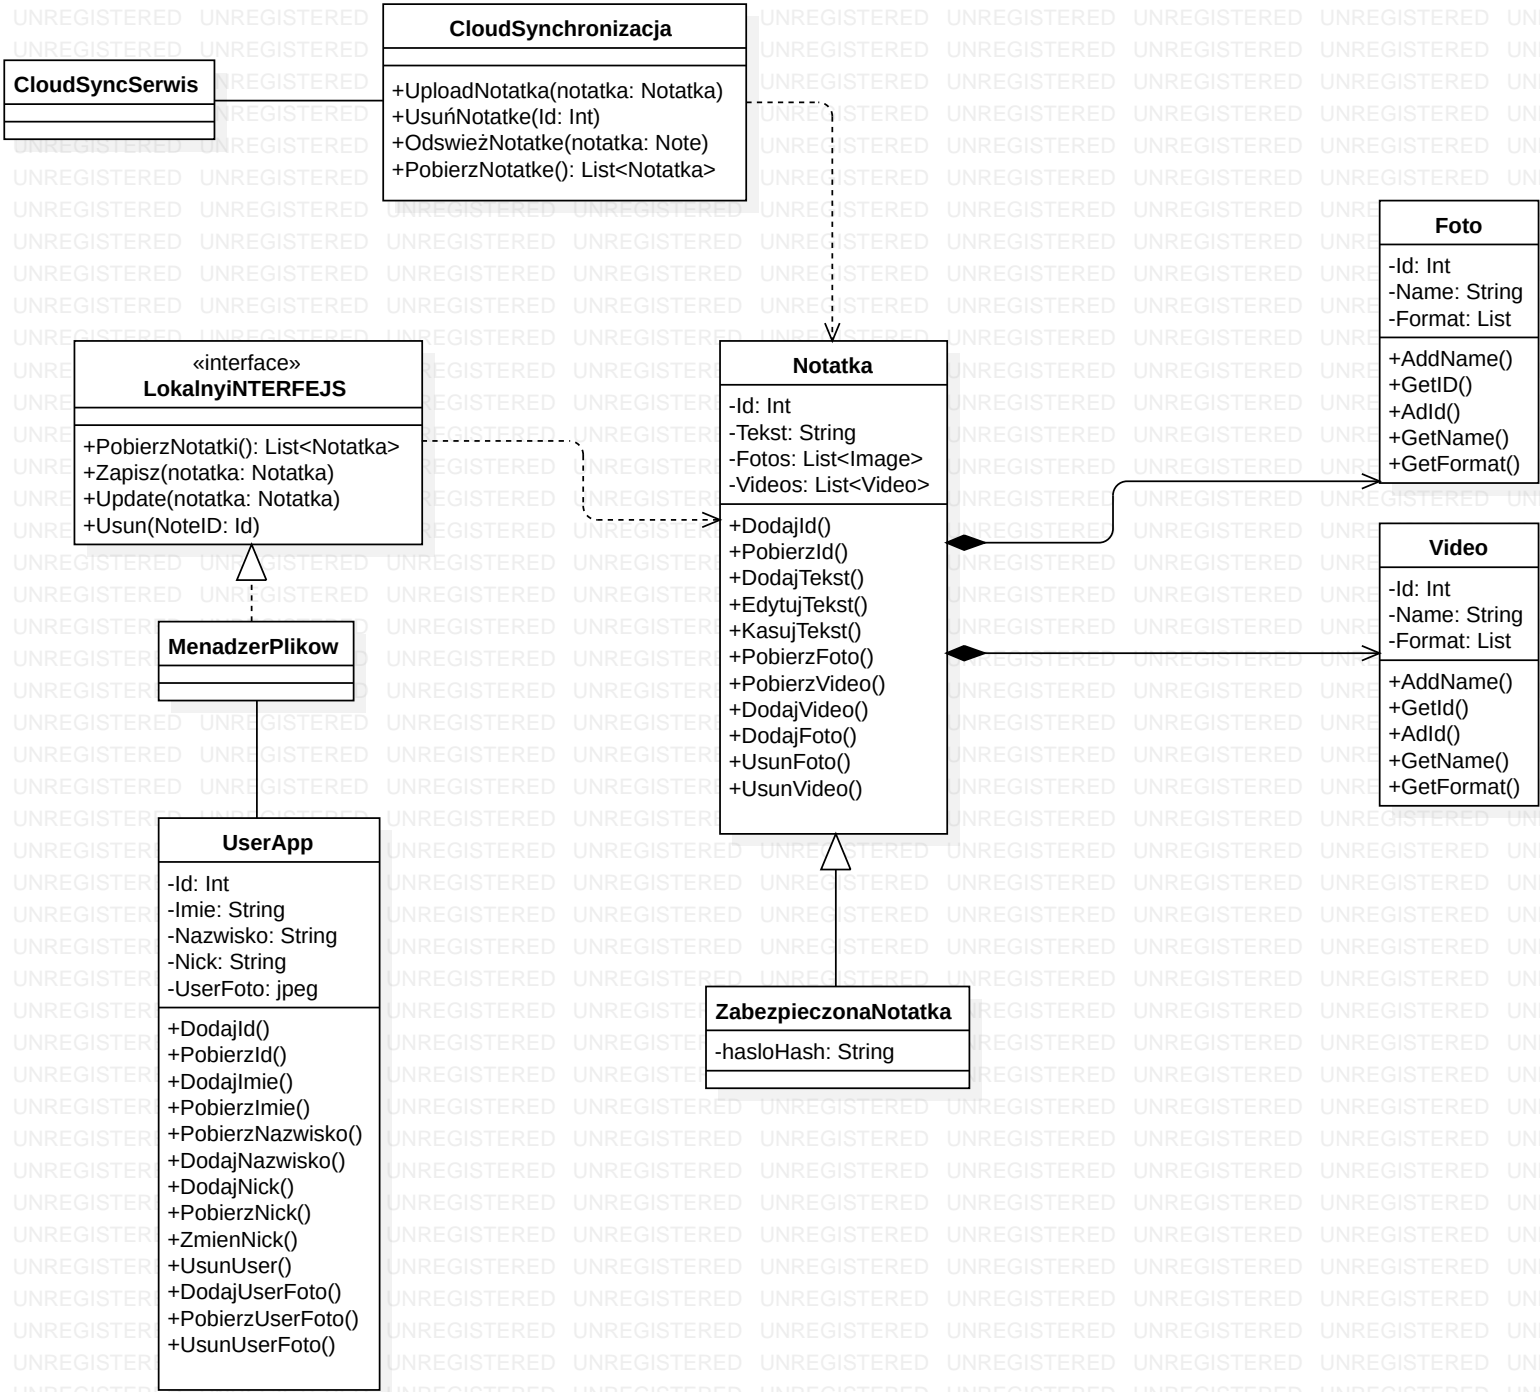 CloudSynchronizacja
+UploadNotatka(notatka: Notatka)
+UsuńNotatke(Id: Int)
+OdswieżNotatke(notatka: Note)
+PobierzNotatke(): List<Notatka>
CloudSyncSerwis
Foto
-Id: Int
-Name: String
-Format: List
+AddName()
+GetID()
+AdId()
+GetName()
+GetFormat()
«interface»
LokalnyiNTERFEJS
+PobierzNotatki(): List<Notatka>
+Zapisz(notatka: Notatka)
+Update(notatka: Notatka)
+Usun(NoteID: Id)
Notatka
-Id: Int
-Tekst: String
-Fotos: List<Image>
-Videos: List<Video>
+DodajId()
+PobierzId()
+DodajTekst()
+EdytujTekst()
+KasujTekst()
+PobierzFoto()
+PobierzVideo()
+DodajVideo()
+DodajFoto()
+UsunFoto()
+UsunVideo()
Video
-Id: Int
-Name: String
-Format: List
+AddName()
+GetId()
+AdId()
+GetName()
+GetFormat()
MenadzerPlikow
UserApp
-Id: Int
-Imie: String
-Nazwisko: String
-Nick: String
-UserFoto: jpeg
+DodajId()
+PobierzId()
+DodajImie()
+PobierzImie()
+PobierzNazwisko()
+DodajNazwisko()
+DodajNick()
+PobierzNick()
+ZmienNick()
+UsunUser()
+DodajUserFoto()
+PobierzUserFoto()
+UsunUserFoto()
ZabezpieczonaNotatka
-hasloHash: String
UNREGISTERED